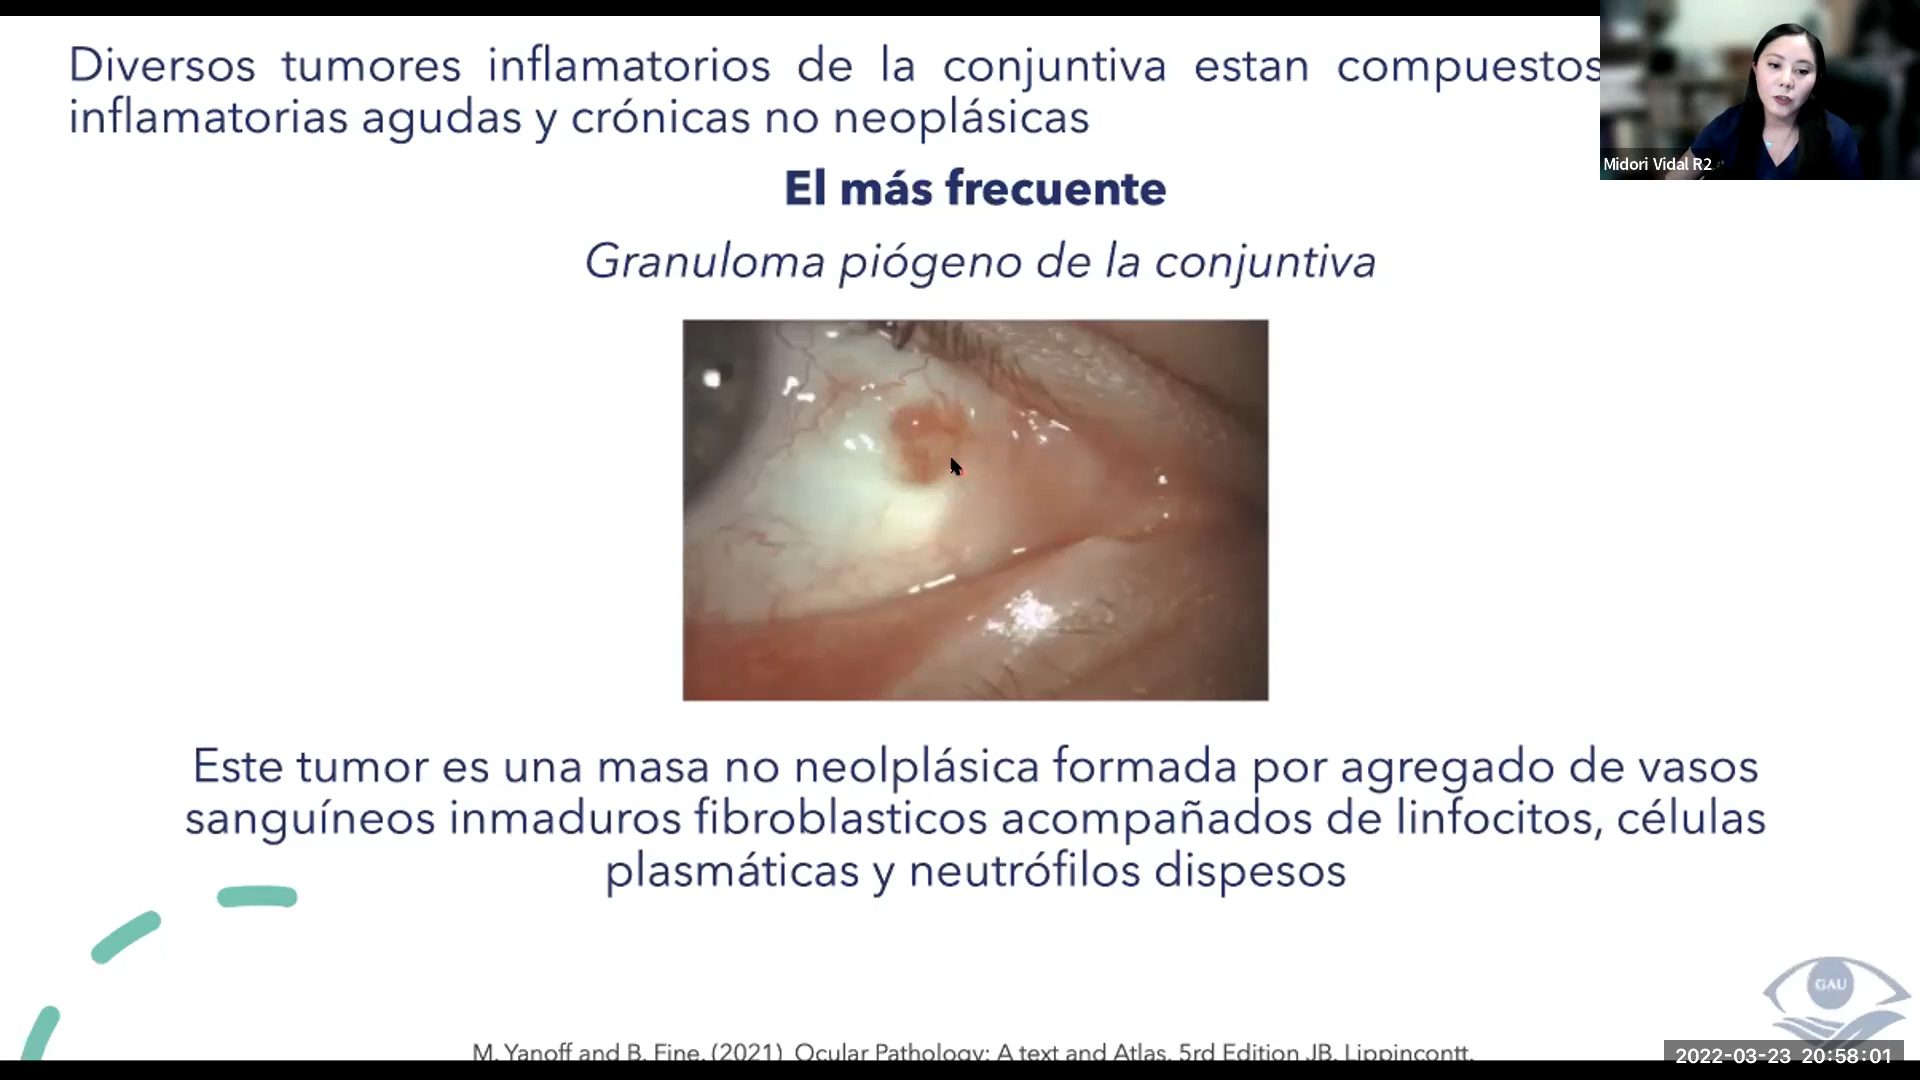 Diversos tumores inflamatorios de la conjuntiva estan compuestos
inflamatorias agudas y crónicas no neoplásicas
Midori Vidal R2
El más frecuente
Granuloma piógeno de la conjuntiva
Este tumor es una masa no neolplásica formada por agregado de vasos
sanguíneos inmaduros fibroblasticos acompañados de linfocitos, células
plasmáticas y neutrófilos dispesos
GAU
M. Yanoff and B. Fine. (2021) Ocular Pathology: A text and Atlas. 5rd Edition JB. Lippincontt.
2022-03-23 20:58:01